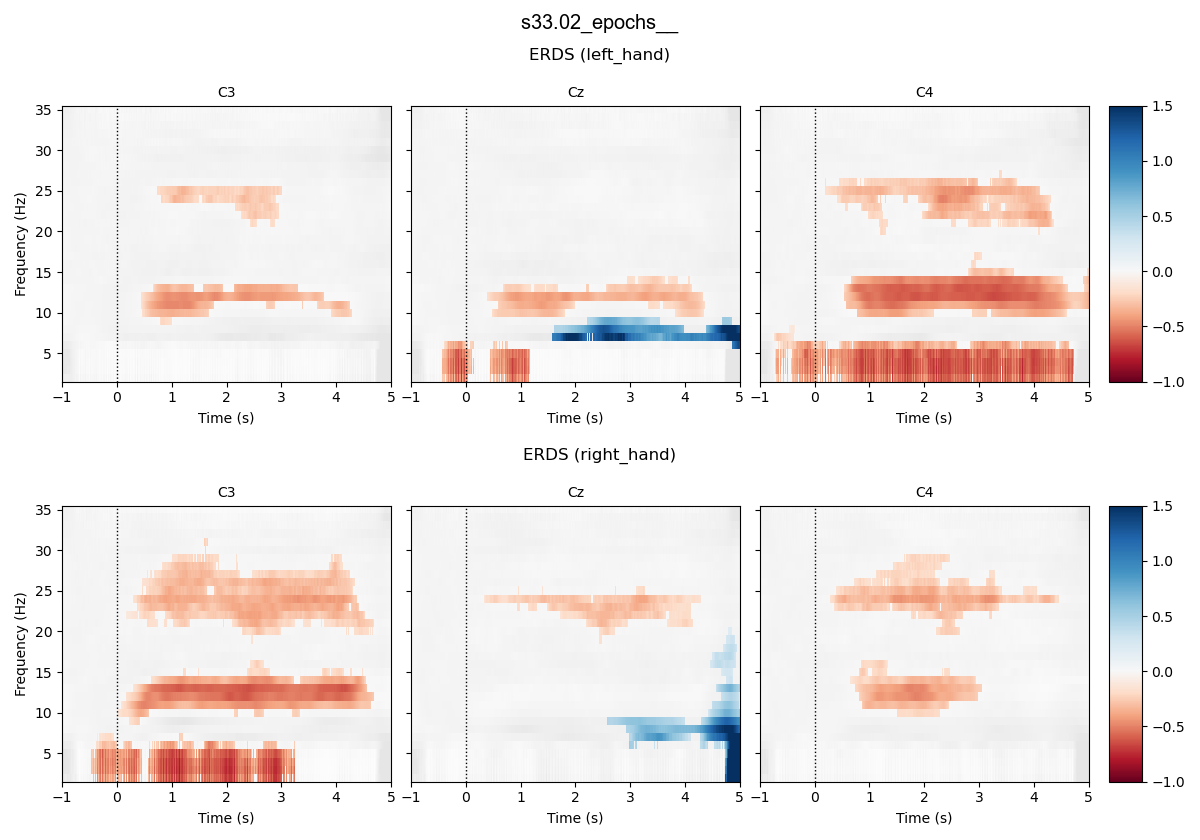 s33.02_epochs__
ERDS (left_hand)
C3 Cz C4
35
30
25
20
15
10
5
Frequency (Hz)
−1 0 1 2 3 4 5
−1 0 1 2 3 4 5
−1 0 1 2 3 4 5
Time (s) Time (s) Time (s)
1.5
1.0
0.5
0.0
−0.5
−1.0
ERDS (right_hand)
C3 Cz C4
35
30
25
20
15
10
5
Frequency (Hz)
−1 0 1 2 3 4 5
−1 0 1 2 3 4 5
−1 0 1 2 3 4 5
Time (s) Time (s) Time (s)
1.5
1.0
0.5
0.0
−0.5
−1.0